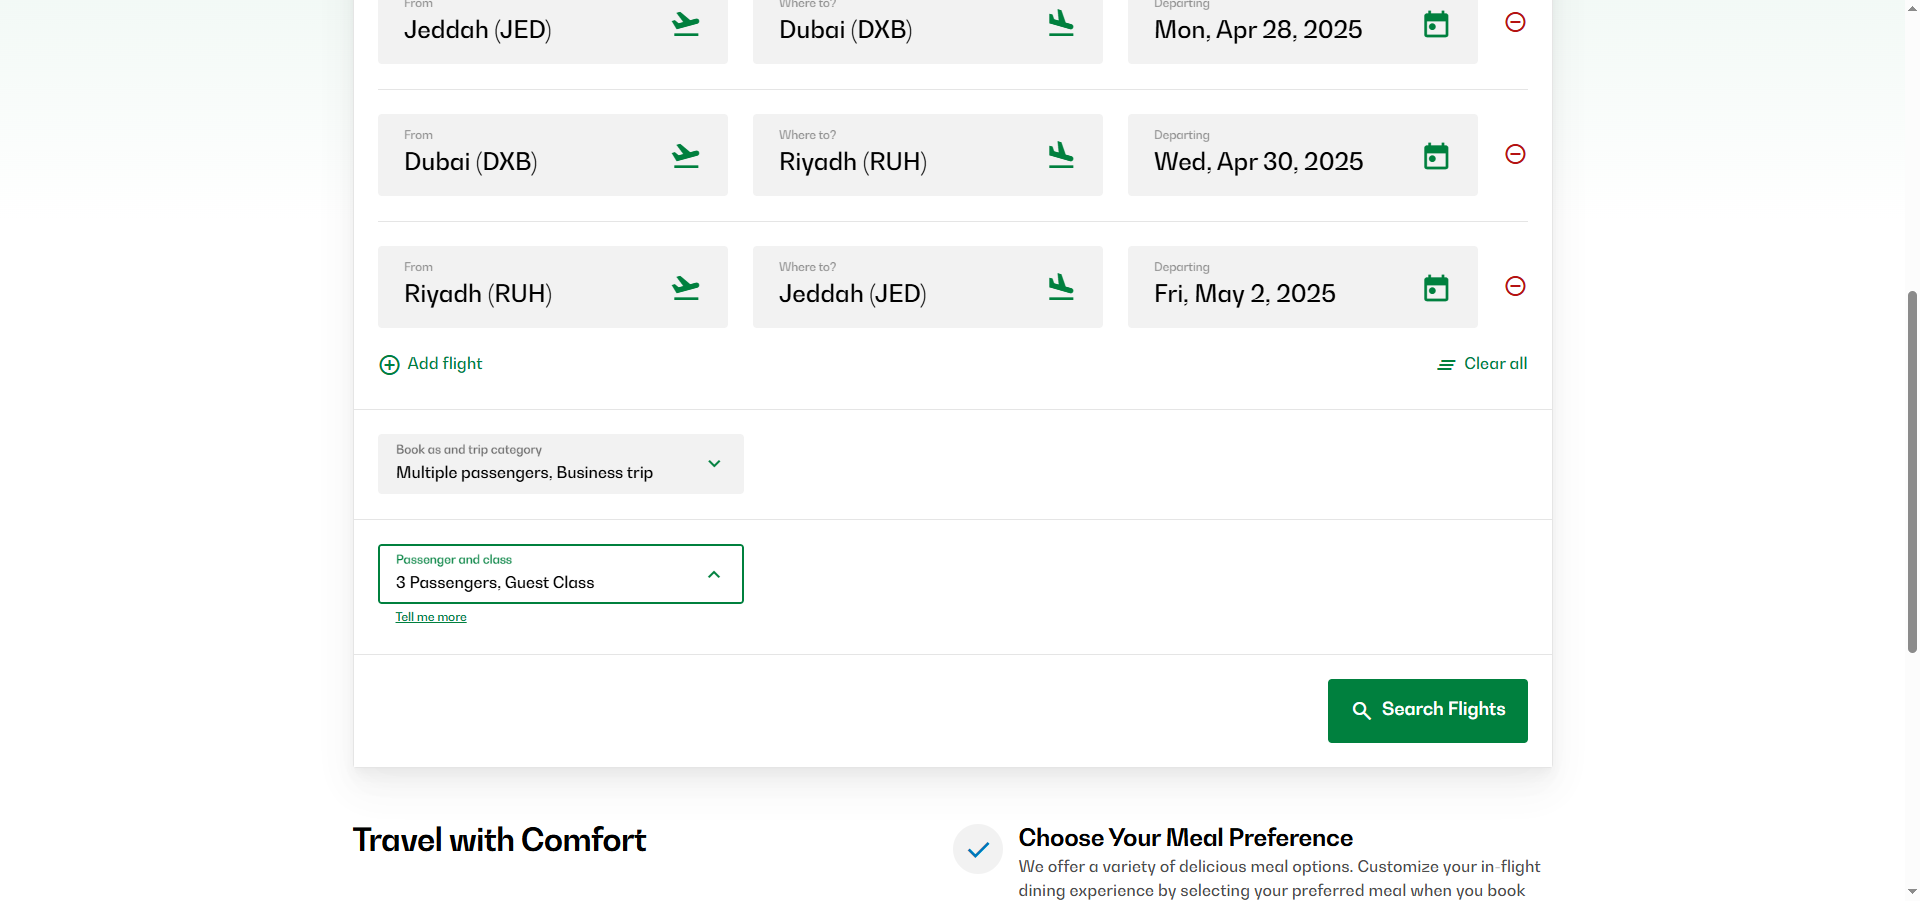 From
Where to?
Departing
Jeddah (JED)
Dubai (DXB)
Mon, Apr 28, 2025
From
Where to?
Departing
Dubai (DXB)
Riyadh (RUH)
Wed, Apr 30, 2025
From
Where to?
Departing
Riyadh (RUH)
Jeddah (JED)
Fri, May 2, 2025
Add flight
Clear all
Book as and trip category
Multiple passengers, Business trip
Passenger and class
3 Passengers, Guest Class
Tell me more
Search Flights
Travel with Comfort
Choose Your Meal Preference
We offer a variety of delicious meal options. Customize your in-flight
dining experience by selecting your preferred meal when you book